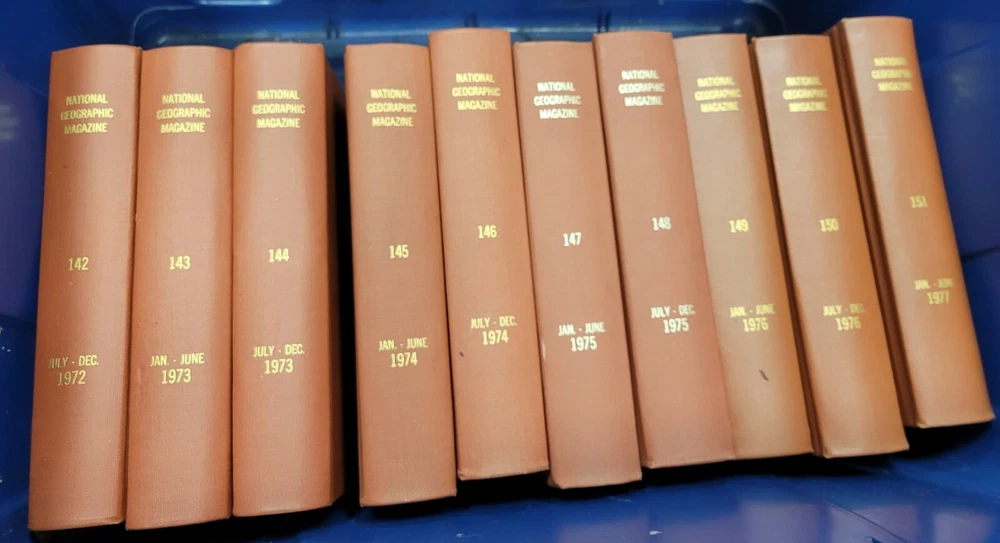 NATIONAL
GEOGRAPHIC
MAGAZINE
142
JULY - DEC.
1972
NATIONAL
GEOGRAPHIC
MAGAZINE
143
JAN. - JUNE
1973
NATIONAL
GEOGRAPHIC
MAGAZINE
144
JULY - DEC.
1973
NATIONAL
GEOGRAPHIC
MAGAZINE
145
JAN. - JUNE
1974
NATIONAL
GEOGRAPHIC
MAGAZINE
146
JULY - DEC.
1974
NATIONAL
GEOGRAPHIC
MAGAZINE
147
JAN. - JUNE
1975
NATIONAL
GEOGRAPHIC
MAGAZINE
148
JULY - DEC.
1975
NATIONAL
GEOGRAPHIC
MAGAZINE
149
JAN. - JUNE
1976
NATIONAL
GEOGRAPHIC
MAGAZINE
150
JULY - DEC.
1976
NATIONAL
GEOGRAPHIC
MAGAZINE
151
JAN. - JUNE
1977